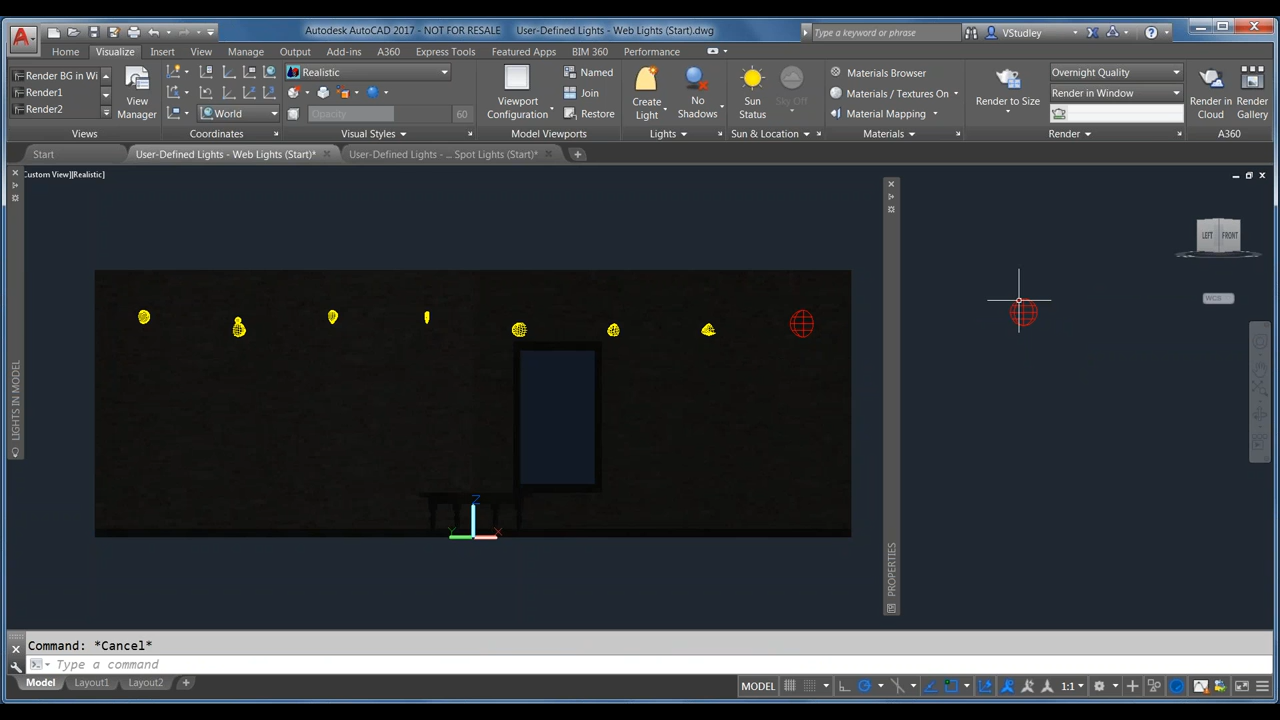 Autodesk AutoCAD 2017 - NOT FOR RESALE User-Defined Lights - Web Lights (Start).dwg
Type a keyword or phrase
VStudley
Home Visualize Insert View Manage Output Add-ins A360 Express Tools Featured Apps BIM 360 Performance
Render BG in Wi
Render1
Render2
View
Manager
World
Realistic
Opacity 60
Viewport
Configuration
Named
Join
Restore
Create
Light
No
Shadows
Sun
Status
Sky Off
Materials Browser
Materials / Textures On
Material Mapping
Render to Size
Overnight Quality
Render in Window
Render in
Cloud
Render
Gallery
Views Coordinates Visual Styles Model Viewports Lights Sun & Location Materials Render A360
Start User-Defined Lights - Web Lights (Start)* User-Defined Lights - ... Spot Lights (Start)*
Custom View][Realistic]
LEFT FRONT
WCS
LIGHTS IN MODEL
PROPERTIES
Z
Y X
Command: *Cancel*
Type a command
Model Layout1 Layout2
MODEL 1:1